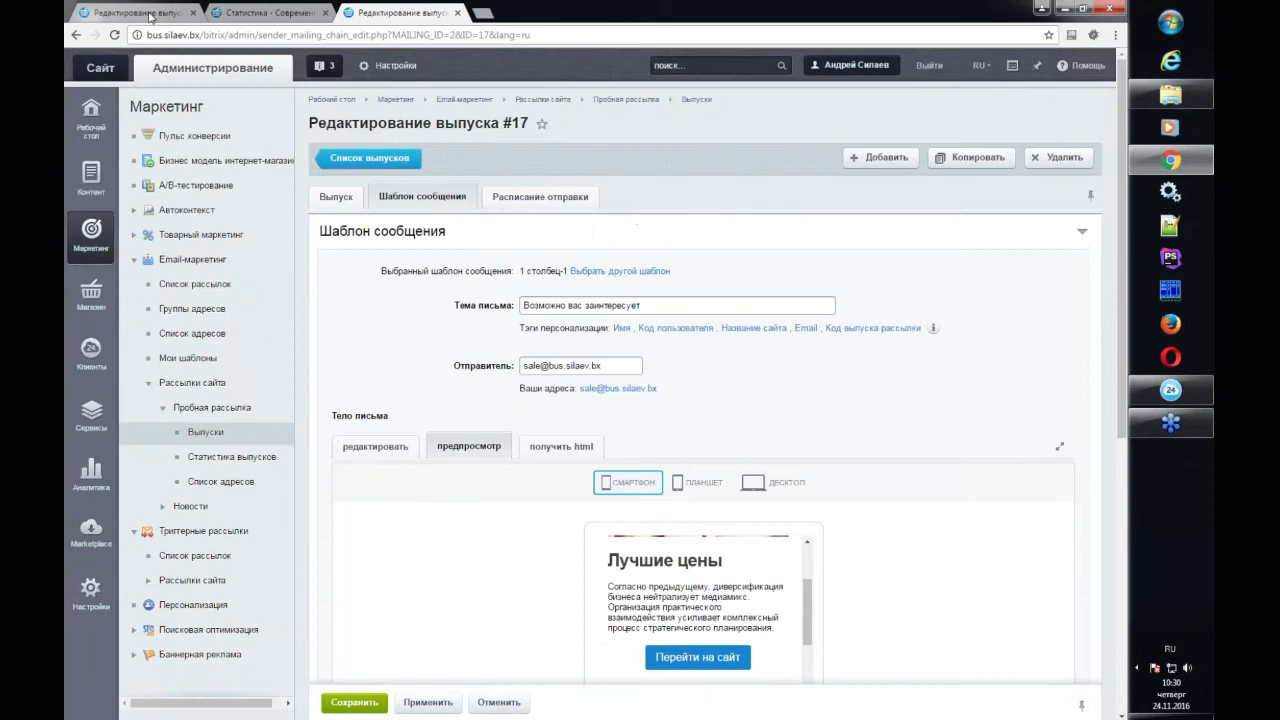 Редактирование выпус
Статистика - Современ
Редактирование выпус
bus.silaev.bx/bitrix/admin/sender_mailing_chain_edit.php?MAILING_ID=2&ID=17&lang=ru
Сайт
Администрирование
3
Настройки
поиск...
Андрей Силаев
Выйти
RU
Помощь
Рабочий стол
Контент
Маркетинг
Магазин
Клиенты
Сервисы
Аналитика
Marketplace
Настройки
Маркетинг
Пульс конверсии
Бизнес модель интернет-магази
A/B-тестирование
Автоконтекст
Товарный маркетинг
Email-маркетинг
Список рассылок
Группы адресов
Список адресов
Мои шаблоны
Рассылки сайта
Пробная рассылка
Выпуски
Статистика выпусков
Список адресов
Новости
Триггерные рассылки
Список рассылок
Рассылки сайта
Персонализация
Поисковая оптимизация
Баннерная реклама
Рабочий стол Маркетинг Email-маркетинг Рассылки сайта Пробная рассылка Выпуски
Редактирование выпуска #17
Список выпусков
Добавить
Копировать
Удалить
Выпуск
Шаблон сообщения
Расписание отправки
Шаблон сообщения
Выбранный шаблон сообщения: 1 столбец-1 Выбрать другой шаблон
Тема письма: Возможно вас заинтересует
Тэги персонализации: Имя , Код пользователя , Название сайта , Email , Код выпуска рассылки
Отправитель: sale@bus.silaev.bx
Ваши адреса: sale@bus.silaev.bx
Тело письма
редактировать
предпросмотр
получить html
СМАРТФОН
ПЛАНШЕТ
ДЕСКТОП
Лучшие цены
Согласно предыдущему, диверсификация
бизнеса нейтрализует медиамикс.
Организация практического
взаимодействия усиливает комплексный
процесс стратегического планирования.
Перейти на сайт
Сохранить
Применить
Отменить
PS
24
RU
10:30
четверг
24.11.2016